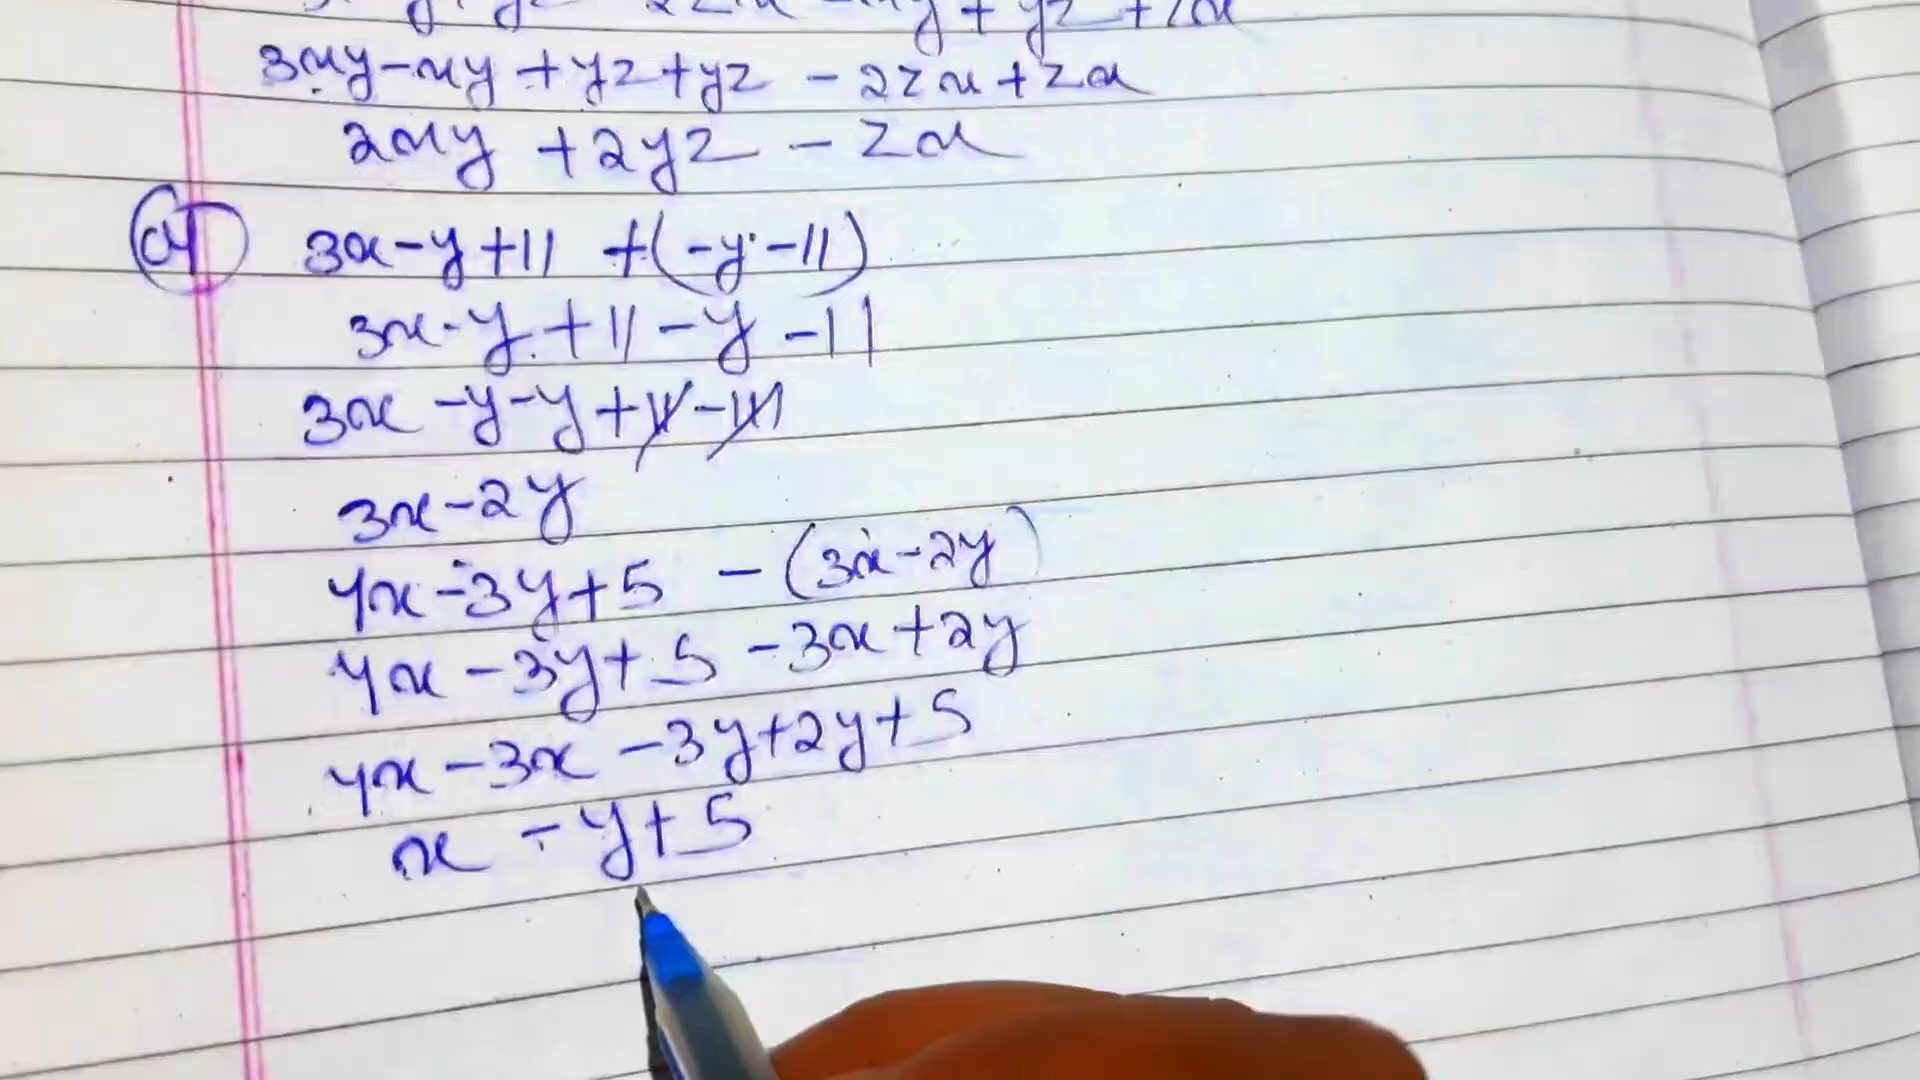 3xy-xy+yz+yz-2zx+zx
2xy+2yz-zx
a) 3x-y+11 +(-y-11)
3x-y+11-y-11
3x-y-y+11-11
3x-2y
4x-3y+5 -(3x-2y)
4x-3y+5-3x+2y
4x-3x-3y+2y+5
x-y+5